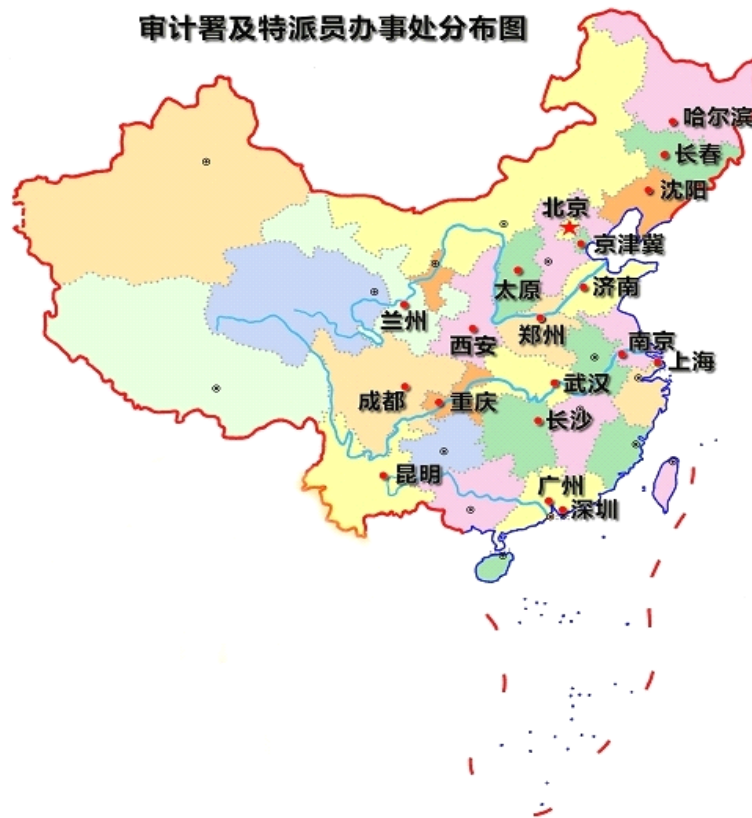 审计署及特派员办事处分布图
哈尔滨
长春
沈阳
北京
京津冀
太原
济南
兰州
郑州
西安
南京
上海
武汉
成都
重庆
长沙
昆明
广州
深圳